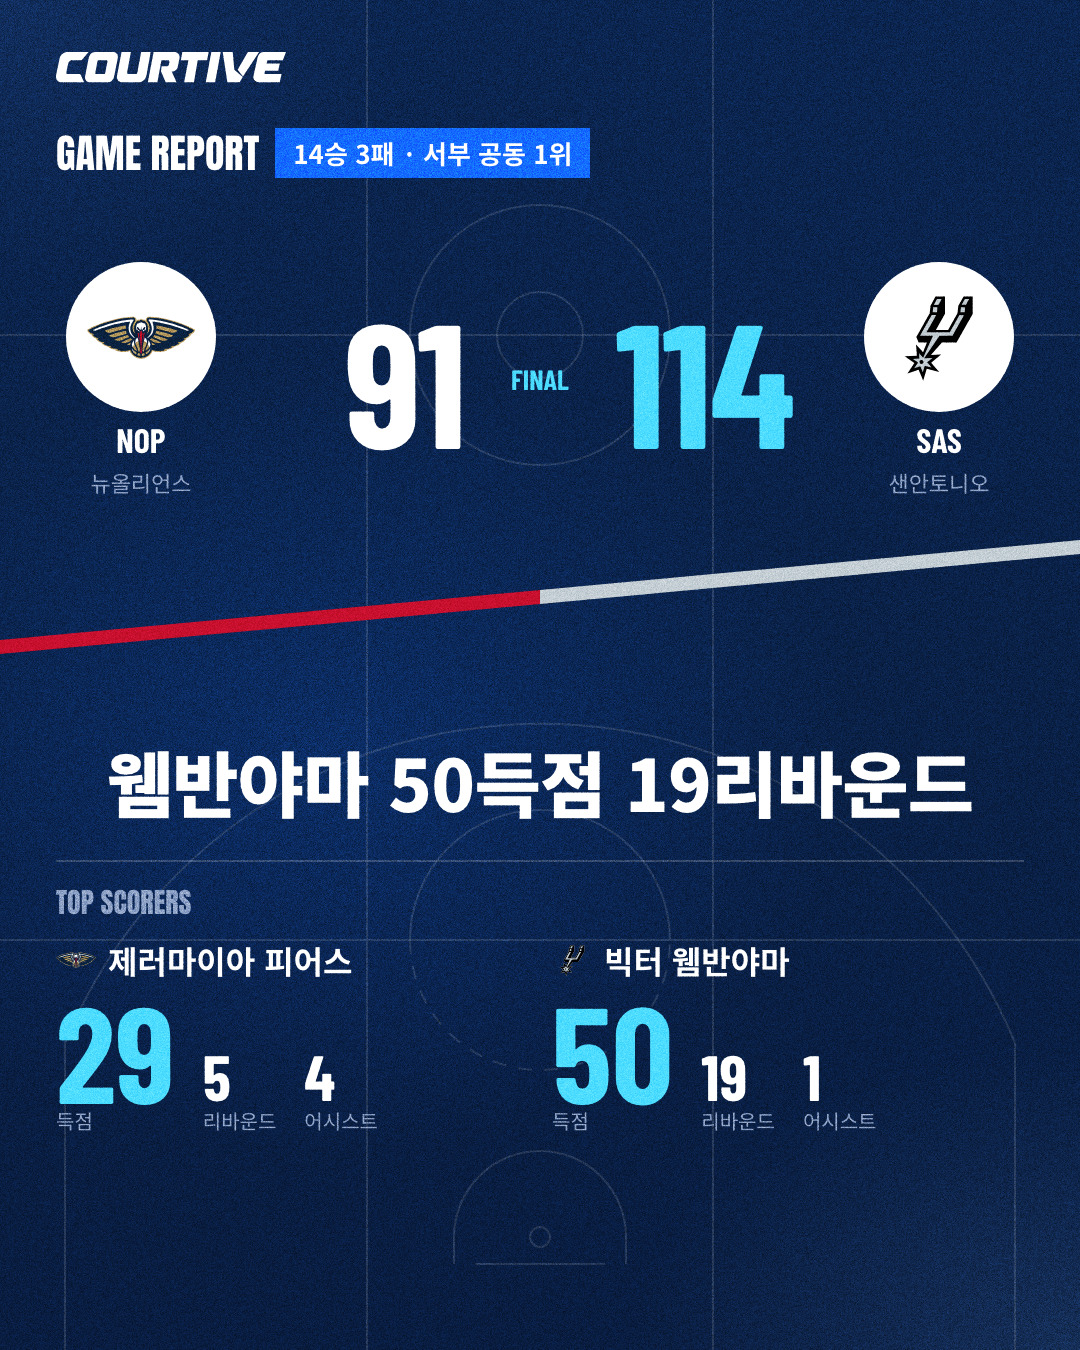 COURTIVE
GAME REPORT 14승 3패 · 서부 공동 1위
91 FINAL 114
NOP SAS
뉴올리언스 샌안토니오
웸반야마 50득점 19리바운드
TOP SCORERS
제러마이아 피어스 빅터 웸반야마
29 5 4 50 19 1
득점 리바운드 어시스트 득점 리바운드 어시스트